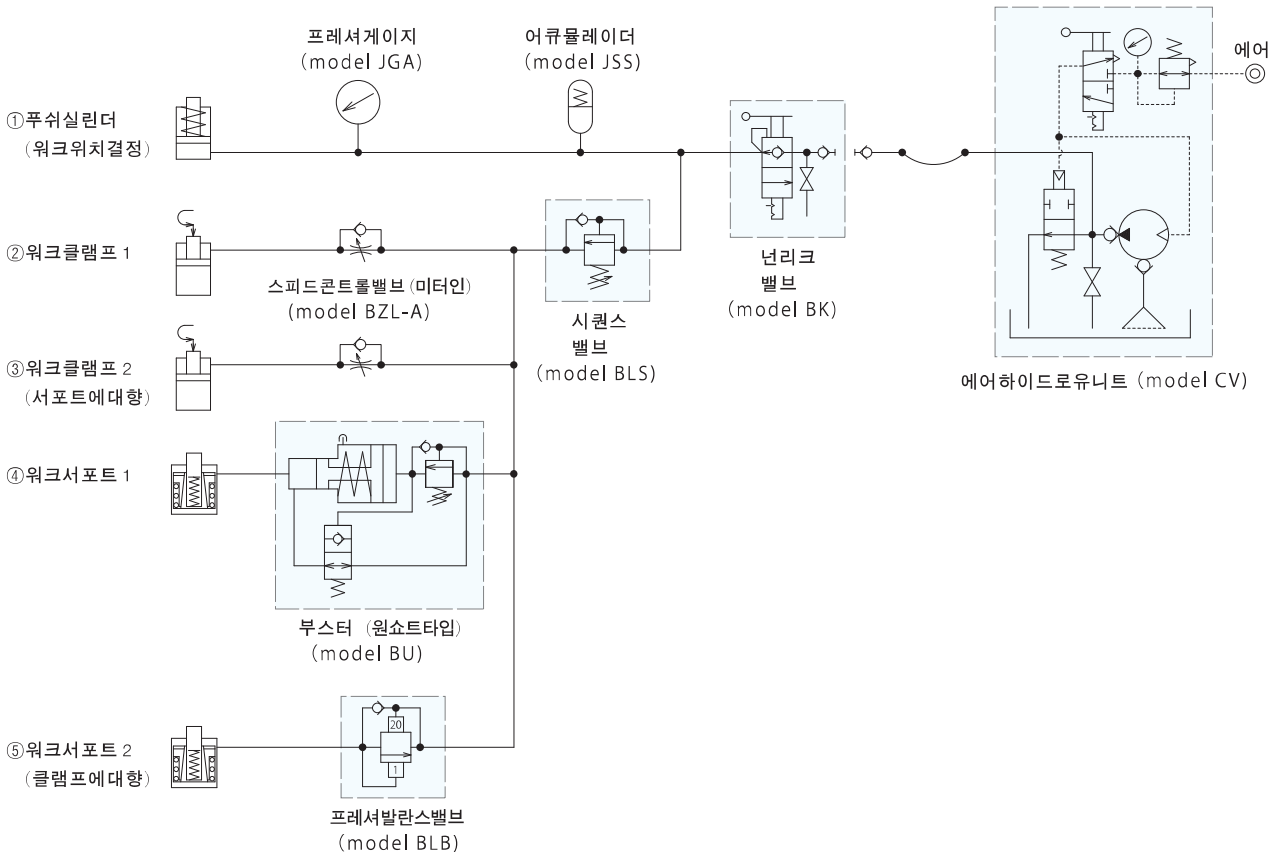 프레셔게이지
(model JGA)
어큐뮬레이더
(model JSS)
에어
①푸쉬실린더
(워크위치결정)
②워크클램프 1
스피드콘트롤밸브(미터인)
(model BZL-A)
시퀀스
밸브
(model BLS)
넌리크
밸브
(model BK)
에어하이드로유니트 (model CV)
③워크클램프 2
(서포트에대향)
④워크서포트 1
부스터 (원쇼트타입)
(model BU)
⑤워크서포트 2
(클램프에대향)
20
1
프레셔발란스밸브
(model BLB)